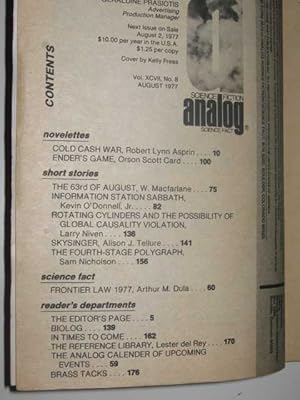 GERALDINE PRASIOTIS
Advertising
Production Manager
Next Issue on Sale
August 2, 1977
$10.00 per year in the U.S.A.
$1.25 per copy
Cover by Kelly Freas
Vol. XCVII, No. 8
AUGUST 1977
CONTENTS
SCIENCE FICTION
analog
SCIENCE FACT
novelettes
COLD CASH WAR, Robert Lynn Asprin — 10
ENDER'S GAME, Orson Scott Card — 100
short stories
THE 63rd OF AUGUST, W. Macfarlane — 75
INFORMATION STATION SABBATH,
Kevin O'Donnell, Jr. — 82
ROTATING CYLINDERS AND THE POSSIBILITY OF
GLOBAL CAUSALITY VIOLATION,
Larry Niven — 136
SKYSINGER, Alison J. Tellure — 141
THE FOURTH-STAGE POLYGRAPH,
Sam Nicholson — 156
science fact
FRONTIER LAW 1977, Arthur M. Dula — 60
reader's departments
THE EDITOR'S PAGE — 5
BIOLOG — 139
IN TIMES TO COME — 162
THE REFERENCE LIBRARY, Lester del Rey — 170
THE ANALOG CALENDER OF UPCOMING
EVENTS — 59
BRASS TACKS — 176